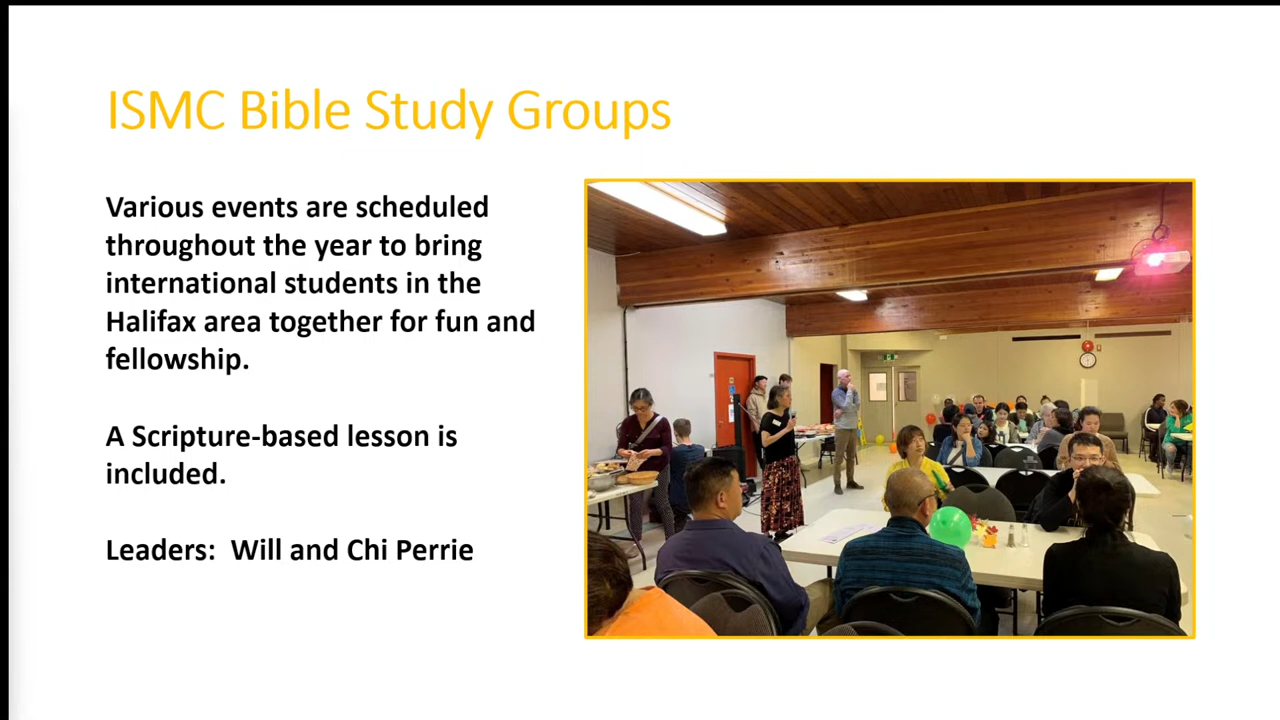 ISMC Bible Study Groups
Various events are scheduled
throughout the year to bring
international students in the
Halifax area together for fun and
fellowship.
A Scripture-based lesson is
included.
Leaders:  Will and Chi Perrie